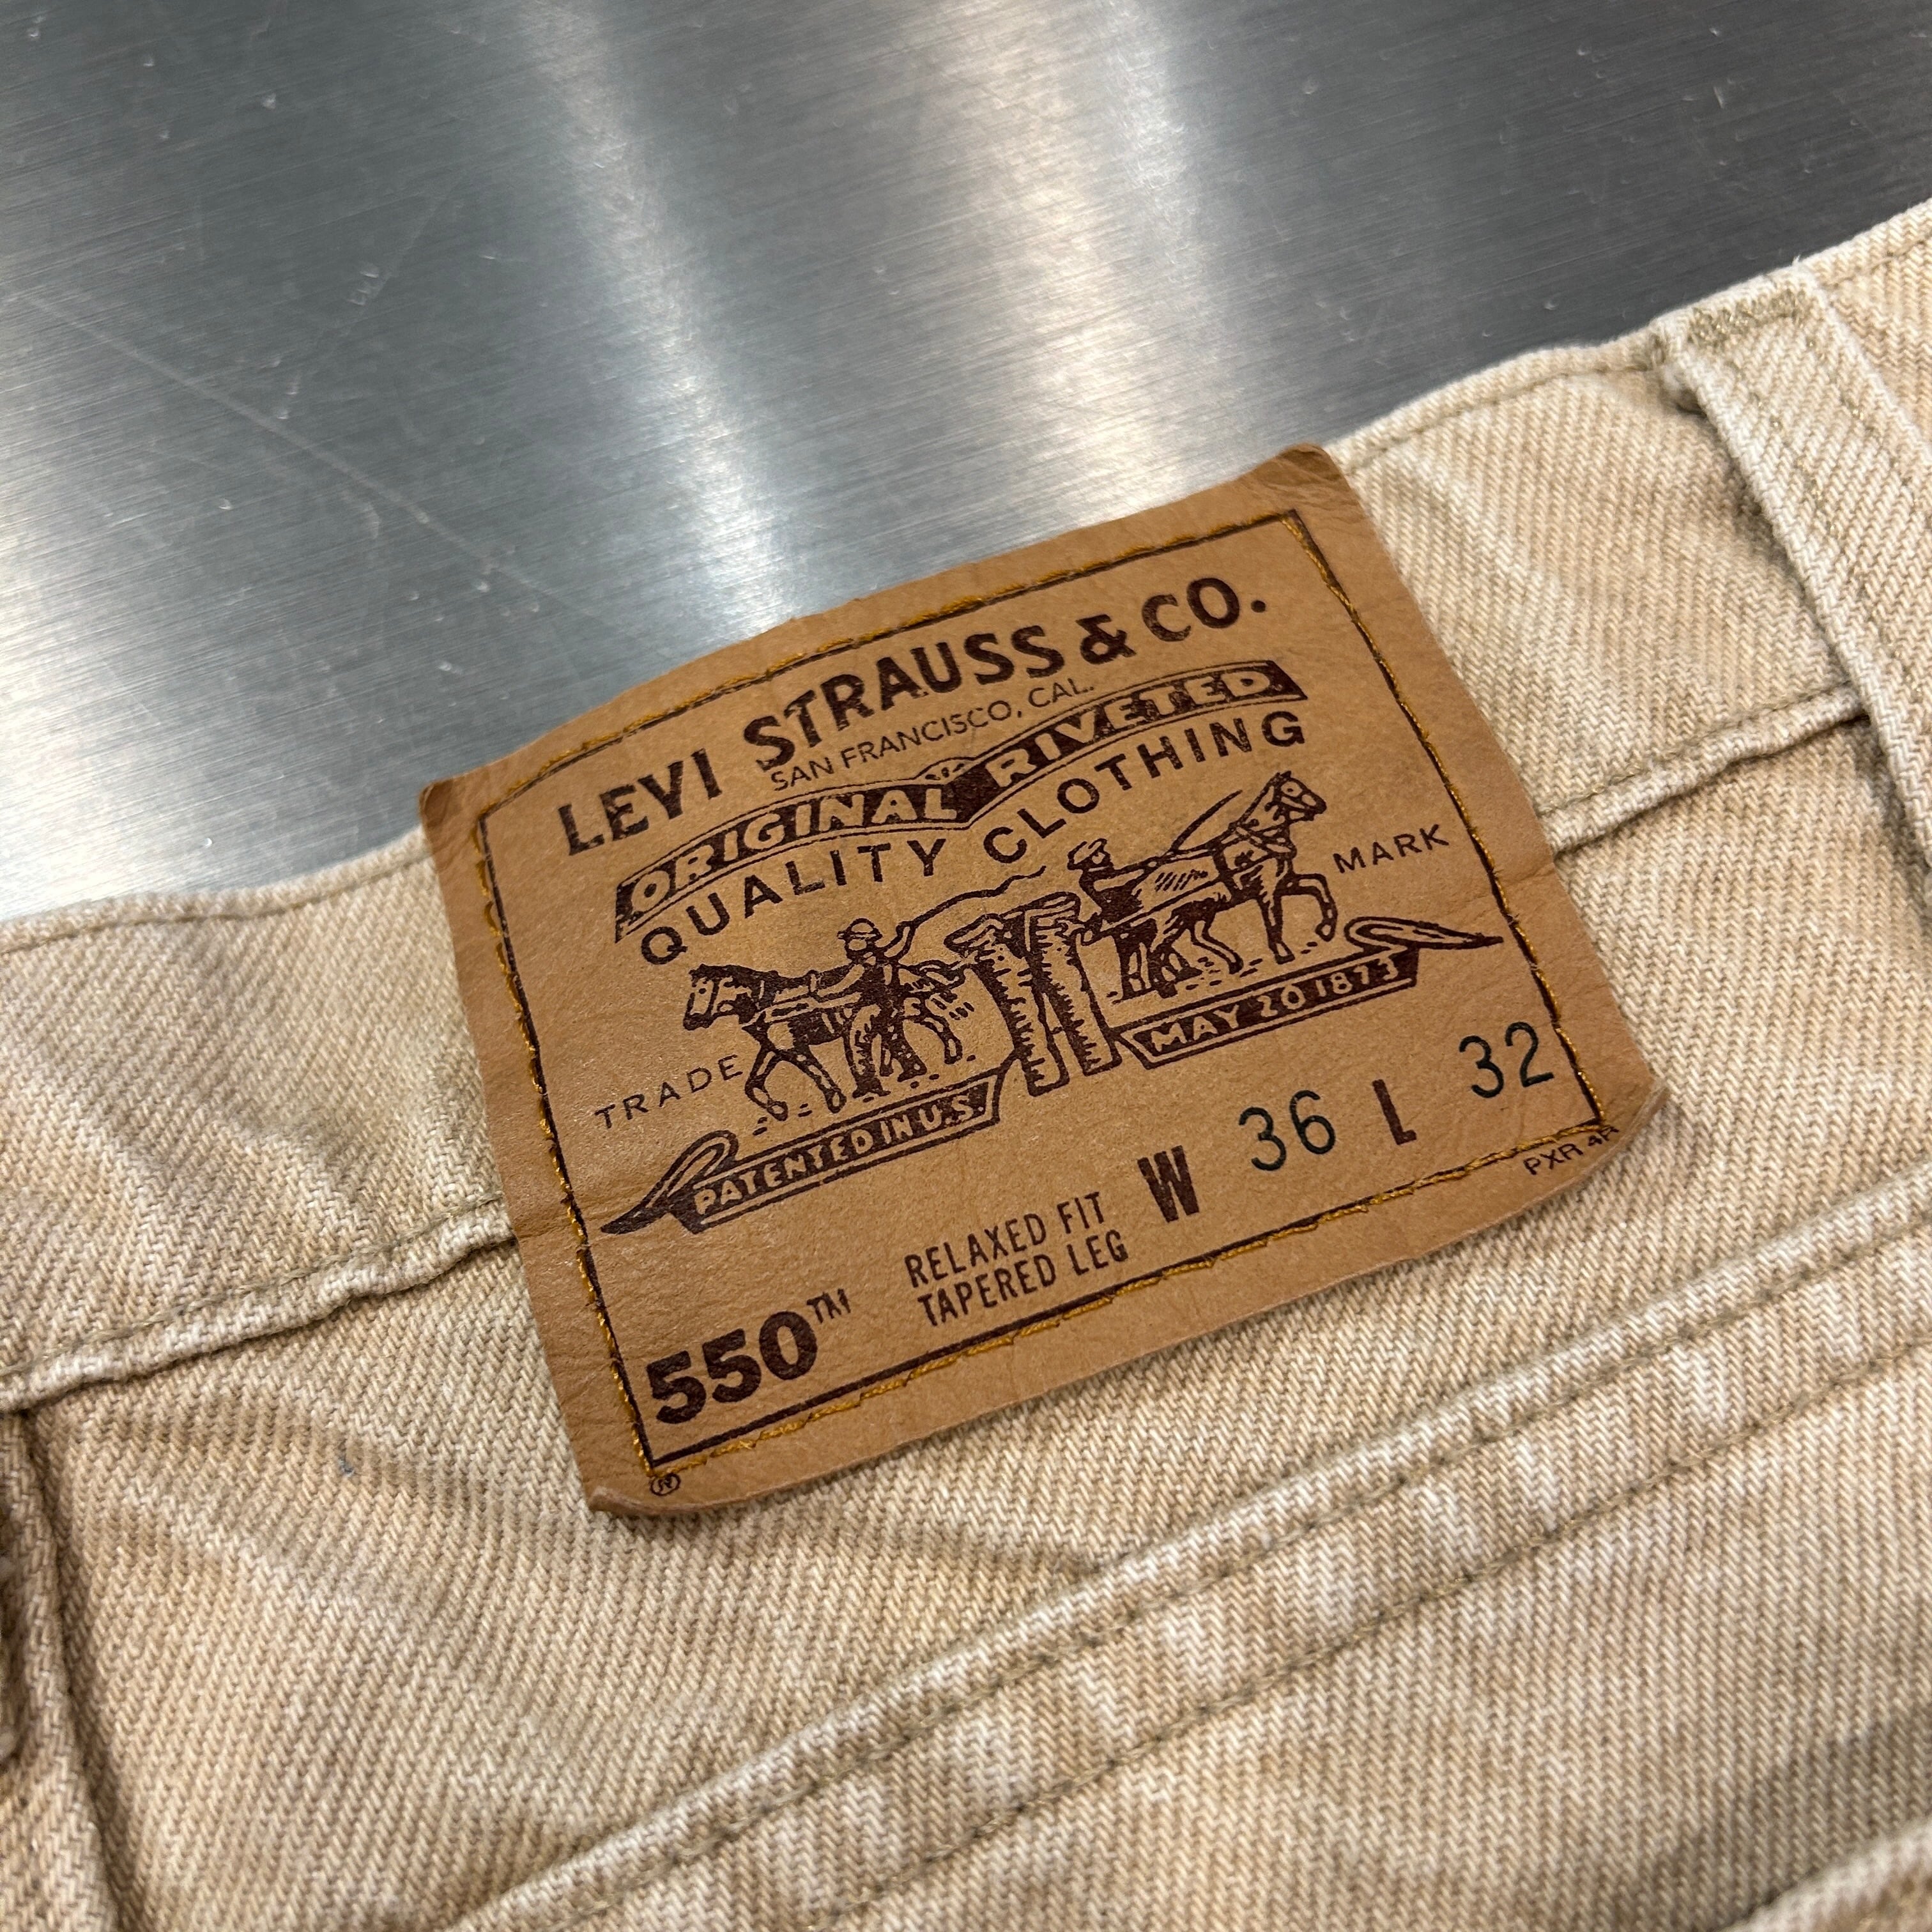 LEVI STRAUSS & CO.
SAN FRANCISCO, CAL.
ORIGINAL RIVETED
QUALITY CLOTHING
TRADE MARK
PATENTED IN U.S. MAY 20 1873
W 36 L 32
550™ RELAXED FIT
TAPERED LEG
® PXR 4A